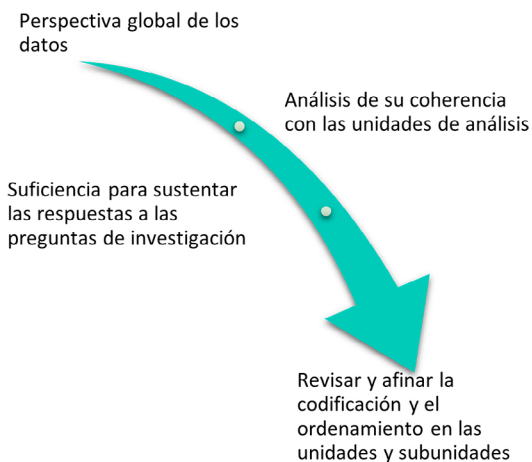 Perspectiva global de los
datos
Análisis de su coherencia
con las unidades de análisis
Suficiencia para sustentar
las respuestas a las
preguntas de investigación
Revisar y afinar la
codificación y el
ordenamiento en las
unidades y subunidades